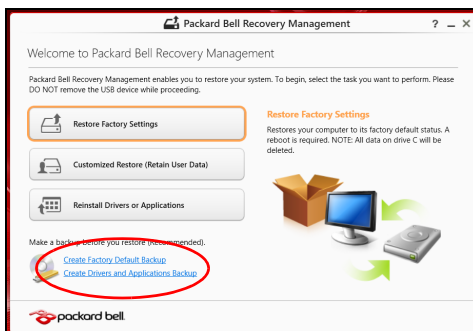 Packard Bell Recovery Management
? – ×
Welcome to Packard Bell Recovery Management
Packard Bell Recovery Management enables you to restore your system. To begin, select the task you want to perform. Please
DO NOT remove the USB device while proceeding.
Restore Factory Settings
Customized Restore (Retain User Data)
Reinstall Drivers or Applications
Restore Factory Settings
Restores your computer to its factory default status. A
reboot is required. NOTE: All data on drive C will be
deleted.
Make a backup before you restore (Recommended).
Create Factory Default Backup
Create Drivers and Applications Backup
packard bell.